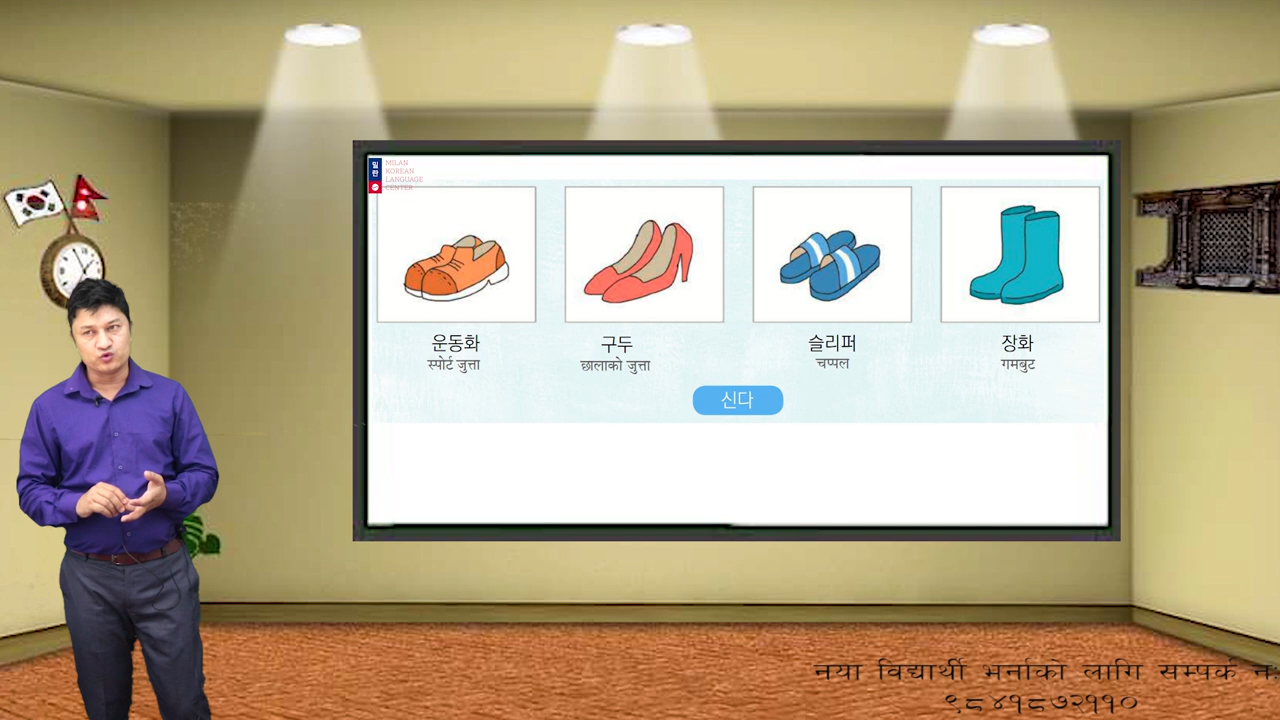 밀란
MILAN
KOREAN
LANGUAGE
CENTER
운동화
स्पोर्ट जुत्ता
구두
छालाको जुत्ता
슬리퍼
चप्पल
장화
गमबुट
신다
नया विद्यार्थी भर्नाको लागि सम्पर्क न:
९८४१८७२११०